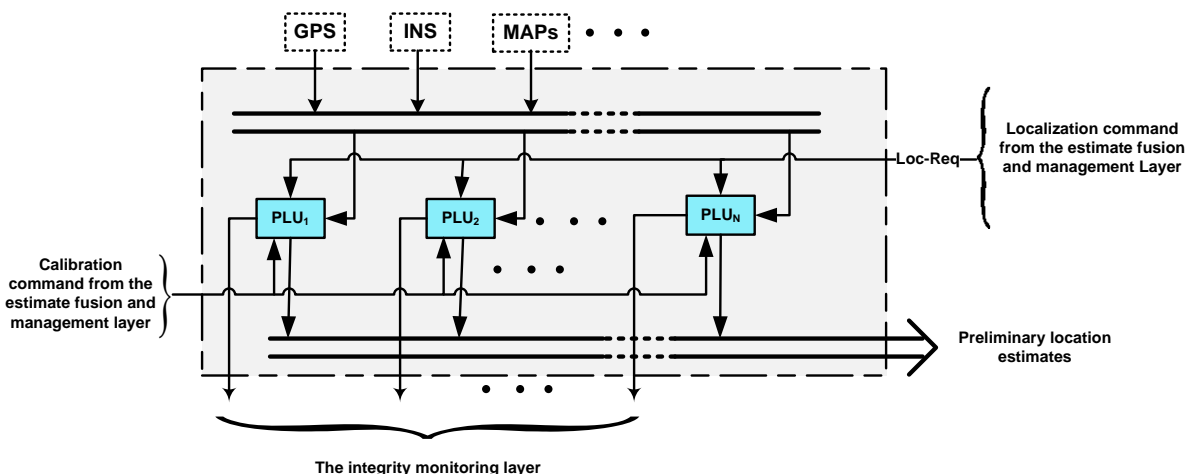 GPS
INS
MAPs
Localization command
from the estimate fusion
and management Layer
Loc-Req
PLU1
PLU2
PLUN
Calibration
command from the
estimate fusion and
management layer
Preliminary location
estimates
The integrity monitoring layer